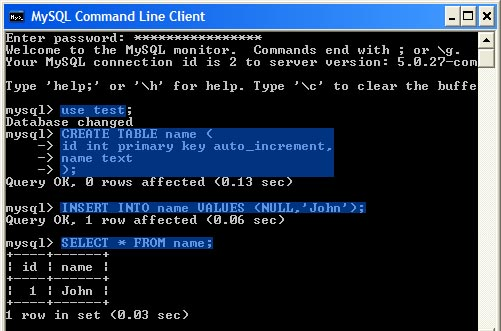 MySQL Command Line Client
Enter password: ****************
Welcome to the MySQL monitor.  Commands end with ; or \g.
Your MySQL connection id is 2 to server version: 5.0.27-com
Type 'help;' or '\h' for help. Type '\c' to clear the buffe
mysql> use test;
Database changed
mysql> CREATE TABLE name (
    -> id int primary key auto_increment,
    -> name text
    -> );
Query OK, 0 rows affected (0.13 sec)
mysql> INSERT INTO name VALUES (NULL,'John');
Query OK, 1 row affected (0.06 sec)
mysql> SELECT * FROM name;
+----+------+
| id | name |
+----+------+
|  1 | John |
+----+------+
1 row in set (0.03 sec)